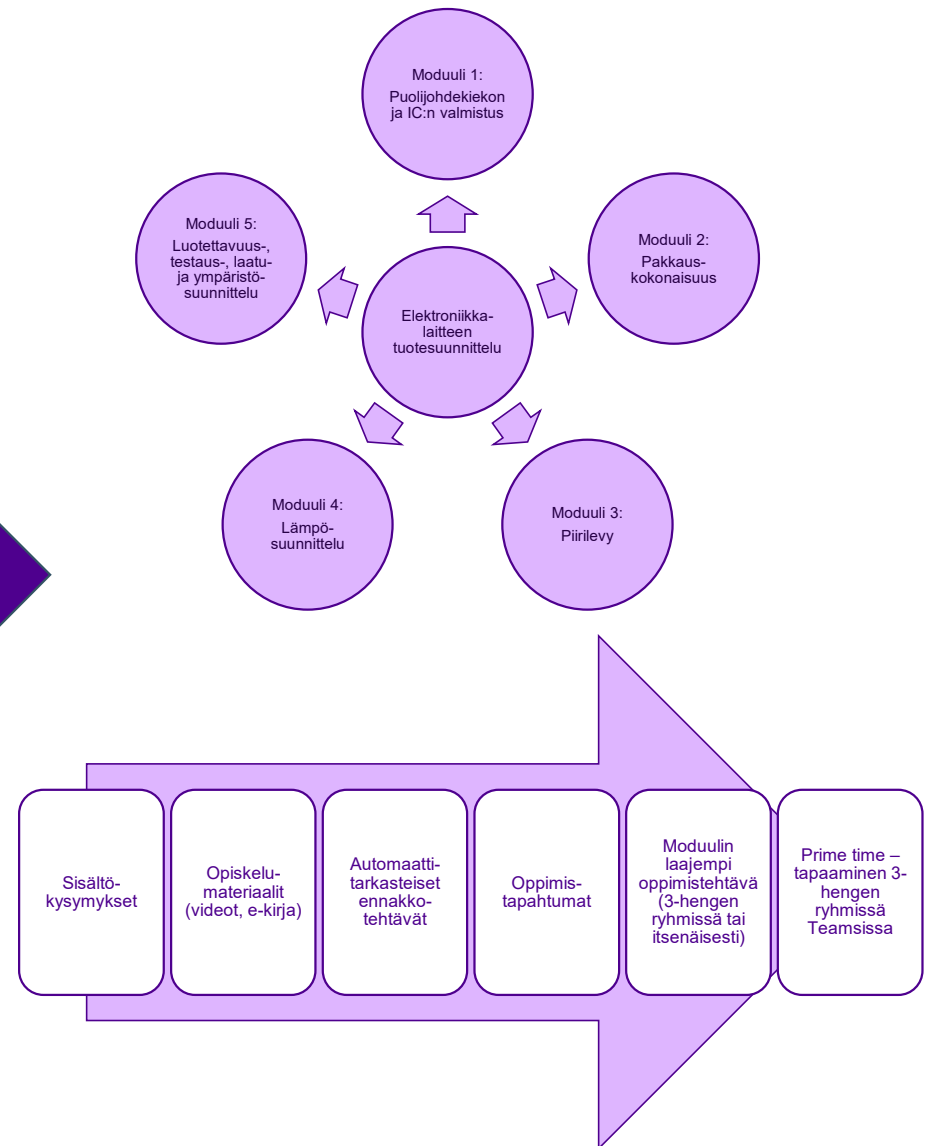 Moduuli 1:
Puolijohdekiekon
ja IC:n valmistus
Moduuli 5:
Luotettavuus-,
testaus-, laatu-
ja ympäristö-
suunnittelu
Moduuli 2:
Pakkaus-
kokonaisuus
Elektroniikka-
laitteen
tuotesuunnittelu
Moduuli 4:
Lämpö-
suunnittelu
Moduuli 3:
Piirilevy
Sisältö-
kysymykset
Opiskelu-
materiaalit
(videot, e-kirja)
Automaatti-
tarkasteiset
ennakko-
tehtävät
Oppimis-
tapahtumat
Moduulin
laajempi
oppimistehtävä
(3-hengen
ryhmissä tai
itsenäisesti)
Prime time –
tapaaminen 3-
hengen
ryhmissä
Teamsissa